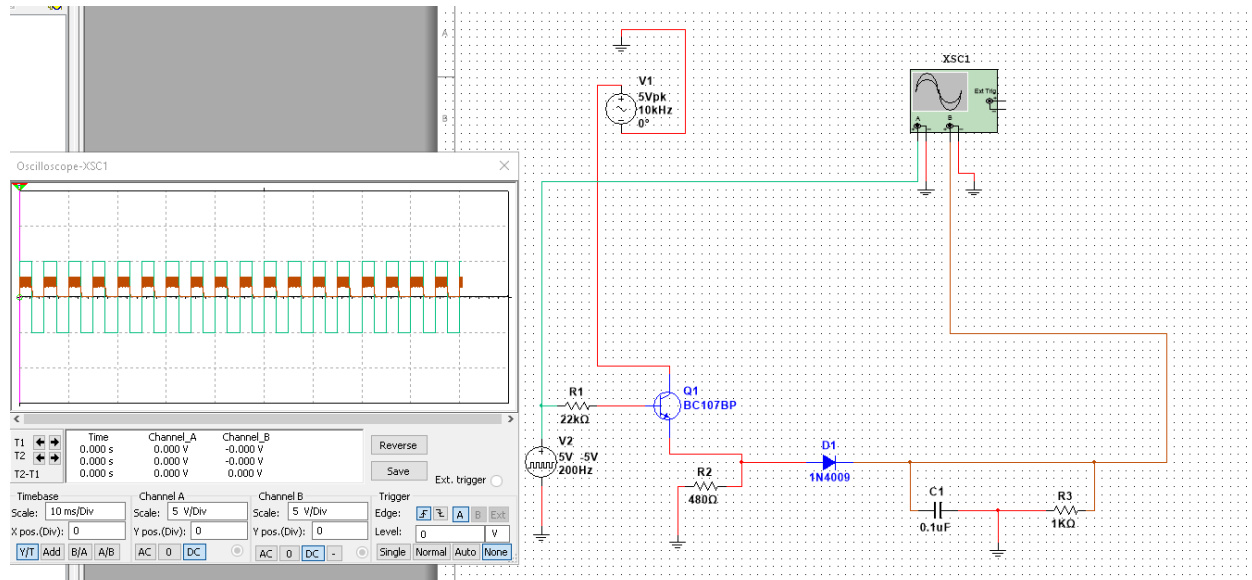 A
B
V1
5Vpk
10kHz
0°
XSC1
Ext Trig
A
B
Oscilloscope-XSC1
R1
22kΩ
Q1
BC107BP
V2
5V -5V
200Hz
R2
480Ω
D1
1N4009
C1
0.1uF
R3
1KΩ
Time Channel_A Channel_B
T1 0.000 s 0.000 V -0.000 V
T2 0.000 s 0.000 V -0.000 V
T2-T1 0.000 s 0.000 V 0.000 V
Reverse
Save
Ext. trigger
Timebase
Scale: 10 ms/Div
X pos.(Div): 0
Y/T Add B/A A/B
Channel A
Scale: 5 V/Div
Y pos.(Div): 0
AC 0 DC
Channel B
Scale: 5 V/Div
Y pos.(Div): 0
AC 0 DC -
Trigger
Edge: A B Ext
Level: 0 V
Single Normal Auto None